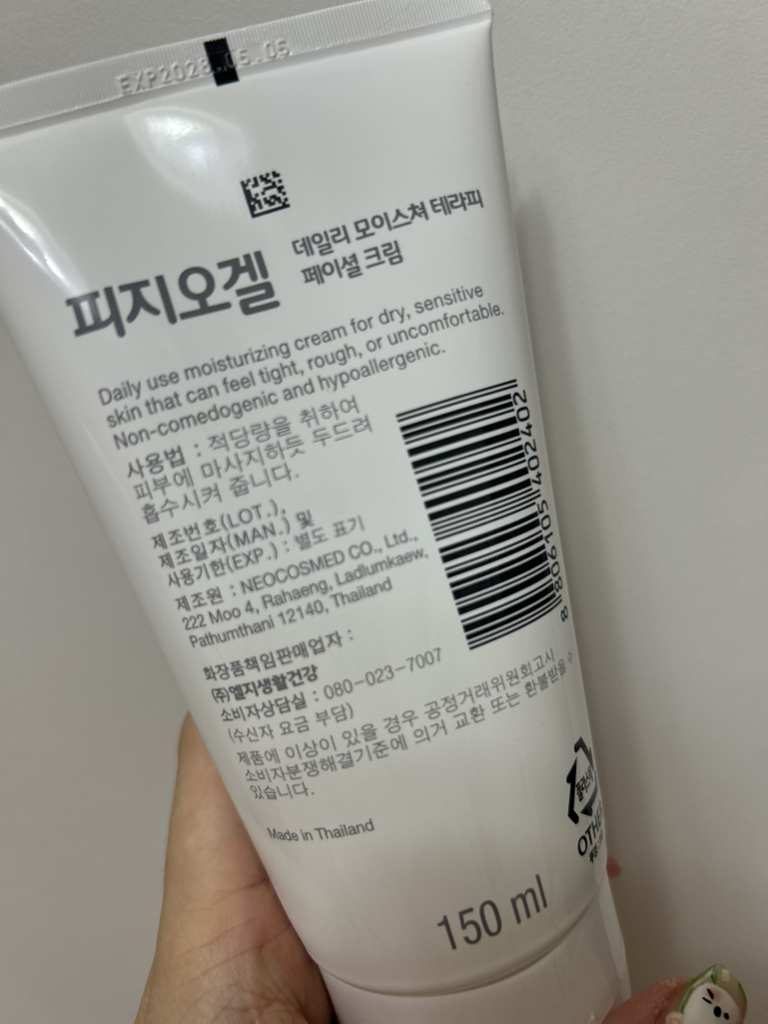 피지오겔
데일리 모이스쳐 테라피
페이셜 크림
Daily use moisturizing cream for dry, sensitive
skin that can feel tight, rough, or uncomfortable.
Non-comedogenic and hypoallergenic.
사용법 : 적당량을 취하여
피부에 마사지하듯 두드려
흡수시켜 줍니다.
제조번호(LOT.),
제조일자(MAN.) 및
사용기한(EXP.) : 별도 표기
제조원 : NEOCOSMED CO., Ltd.,
222 Moo 4, Rahaeng, Ladlumkaew,
Pathumthani 12140, Thailand
8 806105 402402
화장품책임판매업자 :
(주)엘지생활건강
소비자상담실 : 080-023-7007
(수신자 요금 부담)
제품에 이상이 있을 경우 공정거래위원회고시
소비자분쟁해결기준에 의거 교환 또는 환불받을 수
있습니다.
Made in Thailand
150 ml